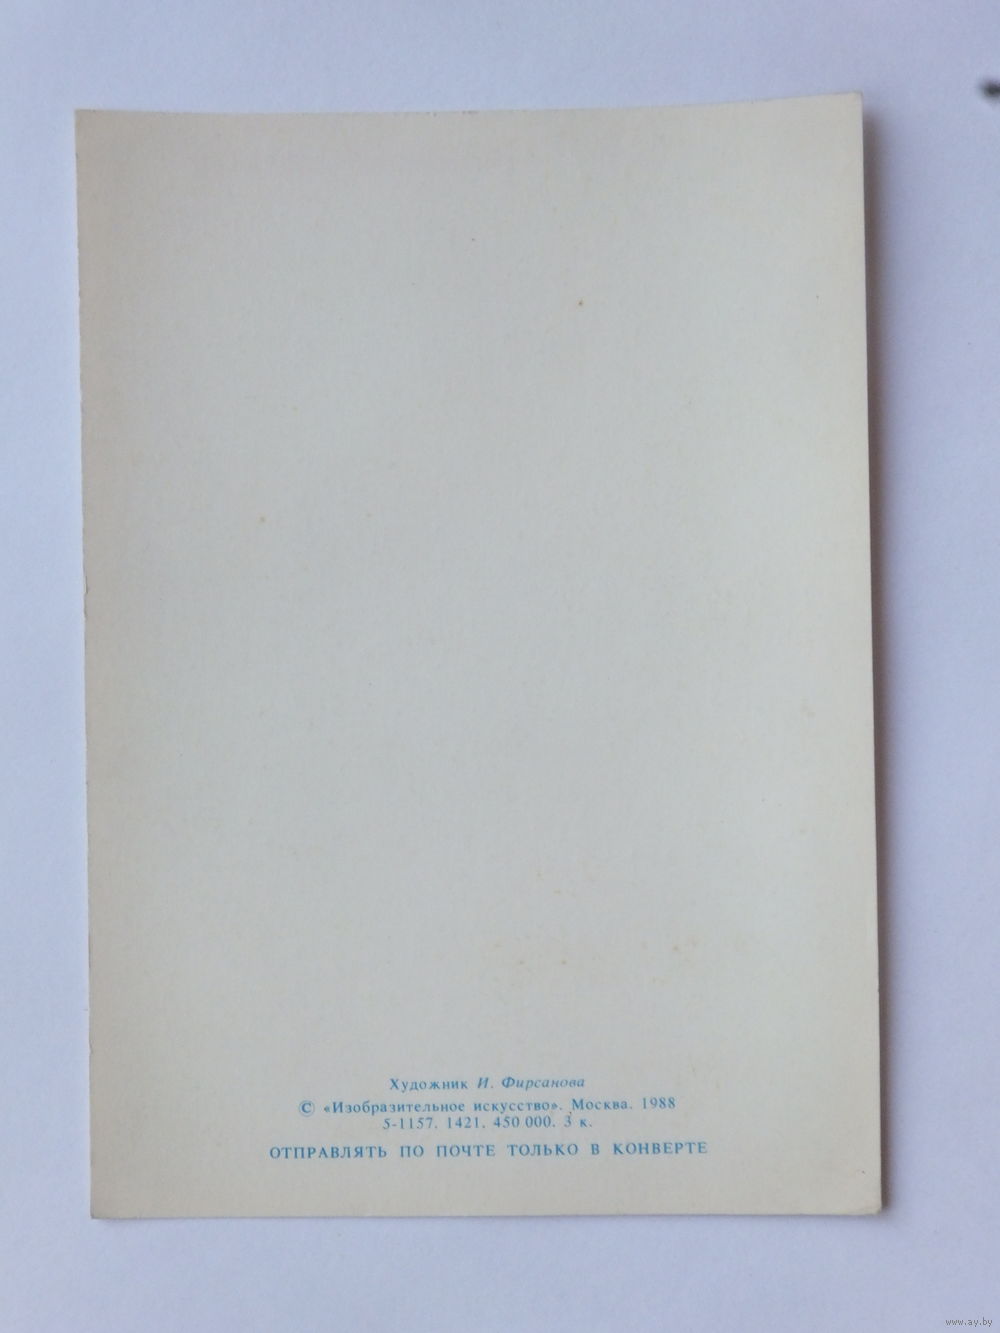 Художник И. Фирсанова
© «Изобразительное искусство». Москва. 1988
5-1157. 1421. 450 000. 3 к.
ОТПРАВЛЯТЬ ПО ПОЧТЕ ТОЛЬКО В КОНВЕРТЕ
www.ay.by